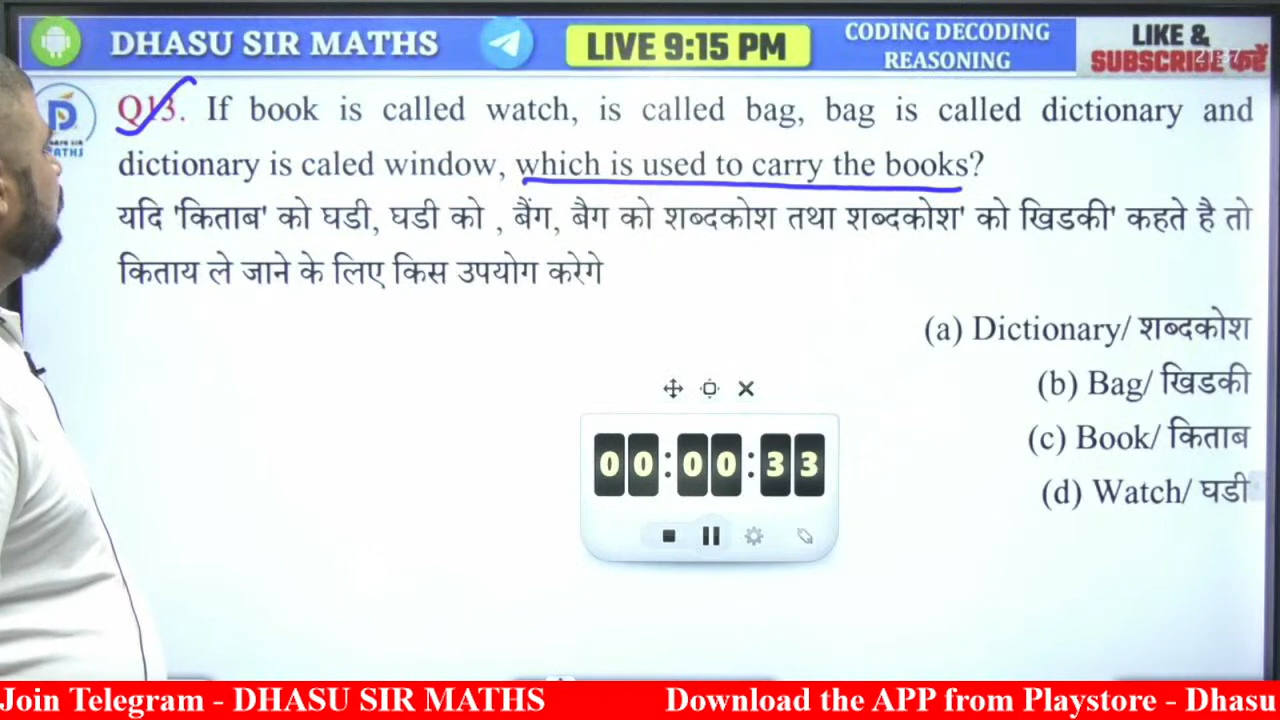 DHASU SIR MATHS
LIVE 9:15 PM
CODING DECODING
REASONING
LIKE &
SUBSCRIBE करें
Q13. If book is called watch, is called bag, bag is called dictionary and
dictionary is caled window, which is used to carry the books?
यदि 'किताब' को घडी, घडी को , बैंग, बैग को शब्दकोश तथा शब्दकोश' को खिडकी' कहते है तो
किताय ले जाने के लिए किस उपयोग करेगे
(a) Dictionary/ शब्दकोश
(b) Bag/ खिडकी
(c) Book/ किताब
(d) Watch/ घडी
00:00:33
Join Telegram - DHASU SIR MATHS Download the APP from Playstore - Dhasu